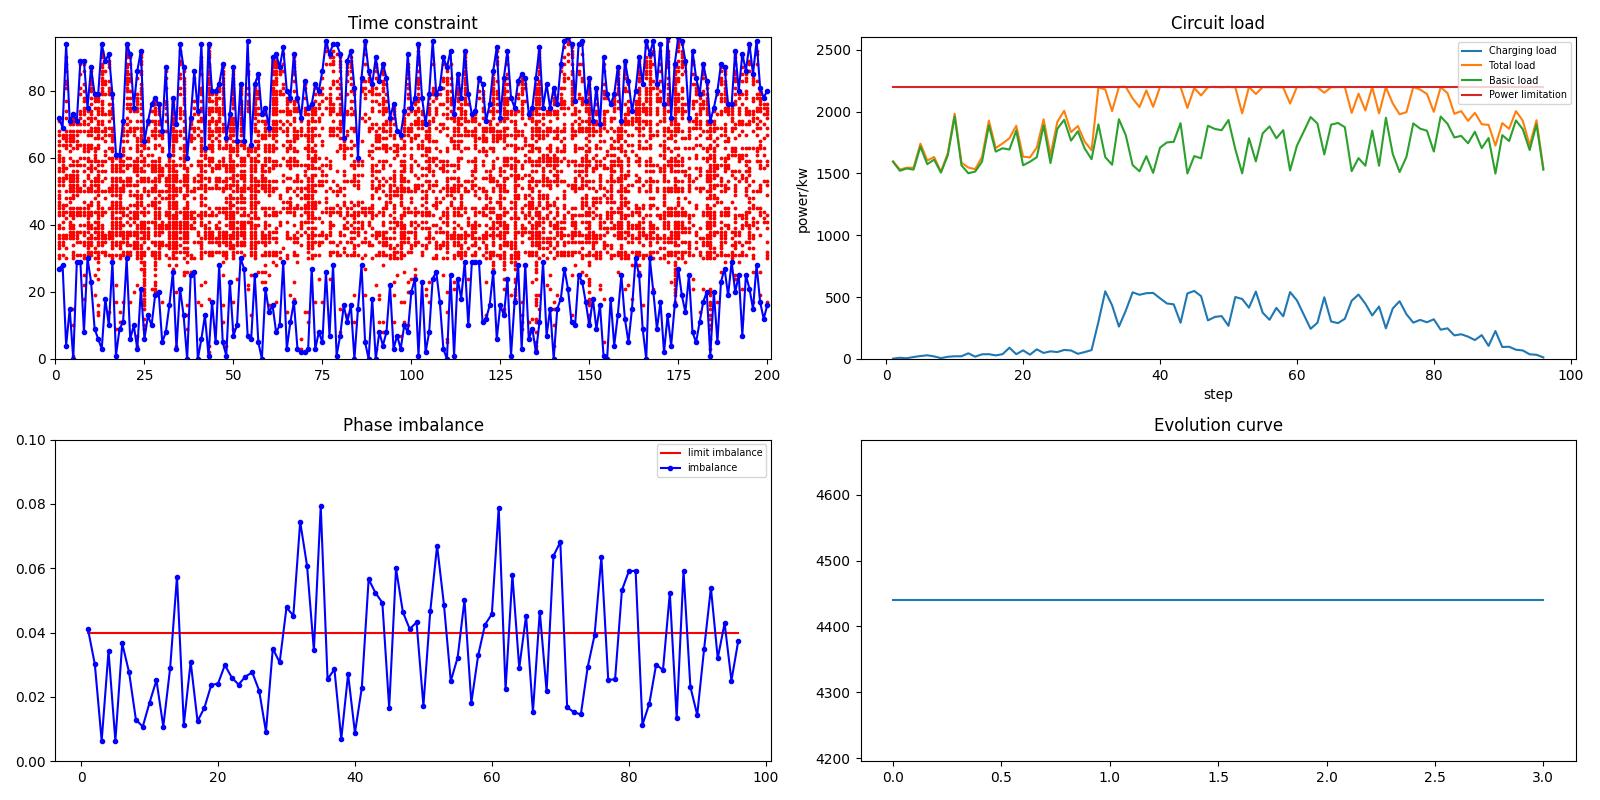 Time constraint
80
60
40
20
0
0 25 50 75 100 125 150 175 200
Circuit load
2500
2000
1500
1000
500
0
power/kw
Charging load
Total load
Basic load
Power limitation
0 20 40 60 80 100
step
Phase imbalance
0.10
0.08
0.06
0.04
0.02
0.00
limit imbalance
imbalance
0 20 40 60 80 100
Evolution curve
4600
4500
4400
4300
4200
0.0 0.5 1.0 1.5 2.0 2.5 3.0